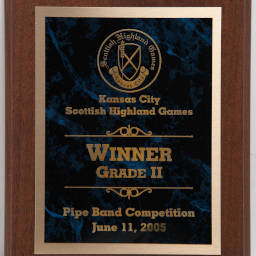 Scottish Highland Games
Kansas City
Scottish Highland Games
WINNER
GRADE II
Pipe Band Competition
June 11, 2005